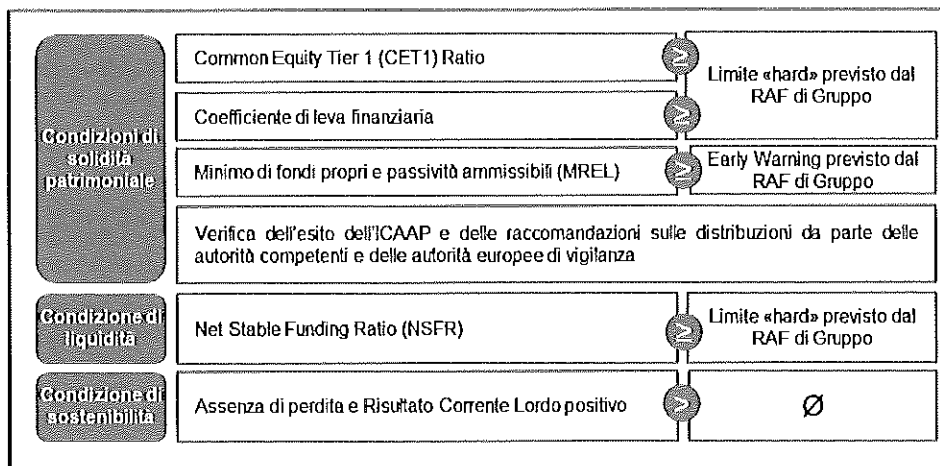 Condizioni di
solidità
patrimoniale
Common Equity Tier 1 (CET1) Ratio
≥
Limite «hard» previsto dal
RAF di Gruppo
Coefficiente di leva finanziaria
≥
Minimo di fondi propri e passività ammissibili (MREL)
≥
Early Warning previsto dal
RAF di Gruppo
Verifica dell'esito dell'ICAAP e delle raccomandazioni sulle distribuzioni da parte delle
autorità competenti e delle autorità europee di vigilanza
Condizione di
liquidità
Net Stable Funding Ratio (NSFR)
≥
Limite «hard» previsto dal
RAF di Gruppo
Condizione di
sostenibilità
Assenza di perdita e Risultato Corrente Lordo positivo
>
Ø